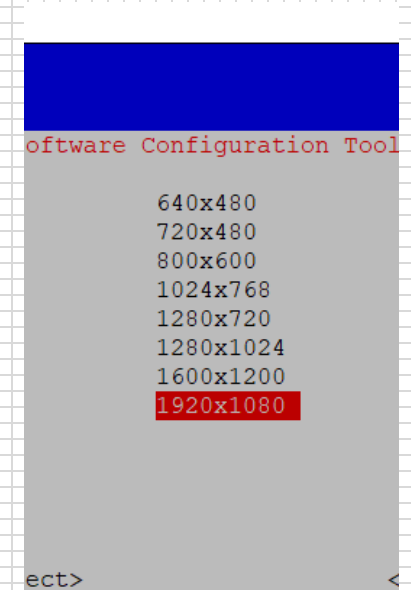 oftware Configuration Tool
640x480
720x480
800x600
1024x768
1280x720
1280x1024
1600x1200
1920x1080
ect> <